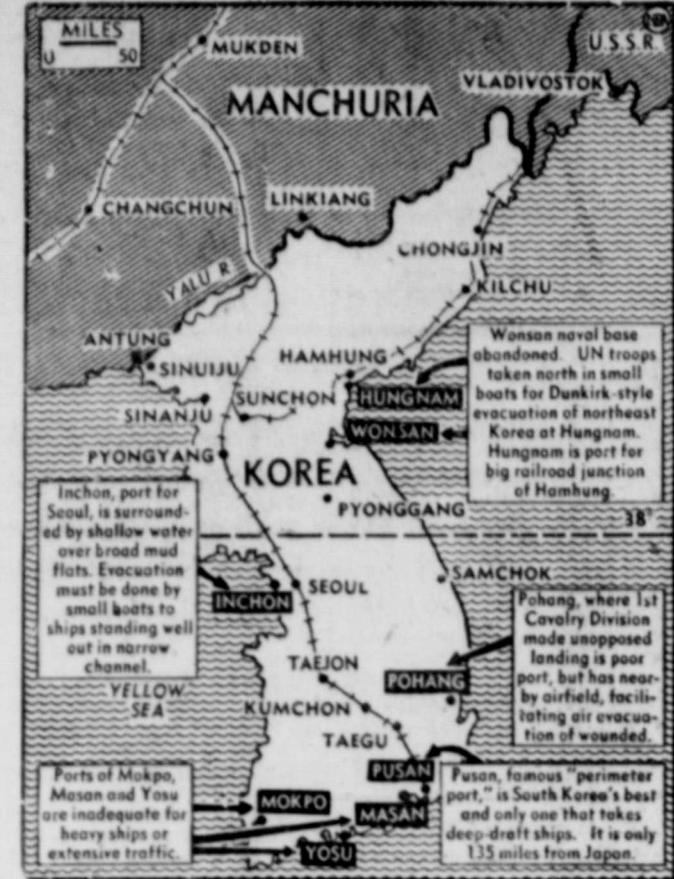 MILES
0 50
NEA
U.S.S.R.
MUKDEN
VLADIVOSTOK
MANCHURIA
LINKIANG
CHANGCHUN
CHONGJIN
YALU R.
KILCHU
ANTUNG
SINUIJU
HAMHUNG
Wonsan naval base
abandoned. UN troops
taken north in small
boats for Dunkirk-style
evacuation of northeast
Korea at Hungnam.
Hungnam is port for
big railroad junction
of Hamhung.
SUNCHON
HUNGNAM
SINANJU
WONSAN
PYONGYANG
KOREA
PYONGGANG
38°
Inchon, port for
Seoul, is surround-
ed by shallow water
over broad mud
flats. Evacuation
must be done by
small boats to
ships standing well
out in narrow
channel.
SAMCHOK
SEOUL
INCHON
Pohang, where 1st
Cavalry Division
made unopposed
landing is poor
port, but has near-
by airfield, facili-
tating air evacua-
tion of wounded.
TAEJON
POHANG
YELLOW
SEA
KUMCHON
TAEGU
PUSAN
Ports of Mokpo,
Masan and Yosu
are inadequate for
heavy ships or
extensive traffic.
MOKPO
MASAN
YOSU
Pusan, famous "perimeter
port," is South Korea's best
and only one that takes
deep-draft ships. It is only
135 miles from Japan.